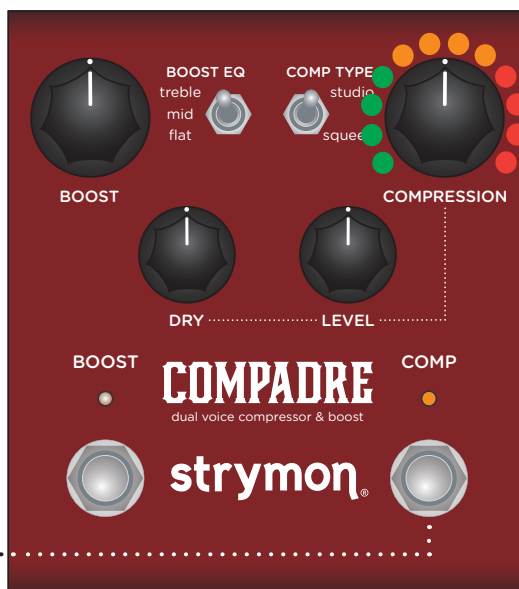 BOOST EQ
COMP TYPE
treble
studio
mid
flat
BOOST
COMPRESSION
DRY
LEVEL
BOOST
COMP
COMPADRE
dual voice compressor & boost
strymon®